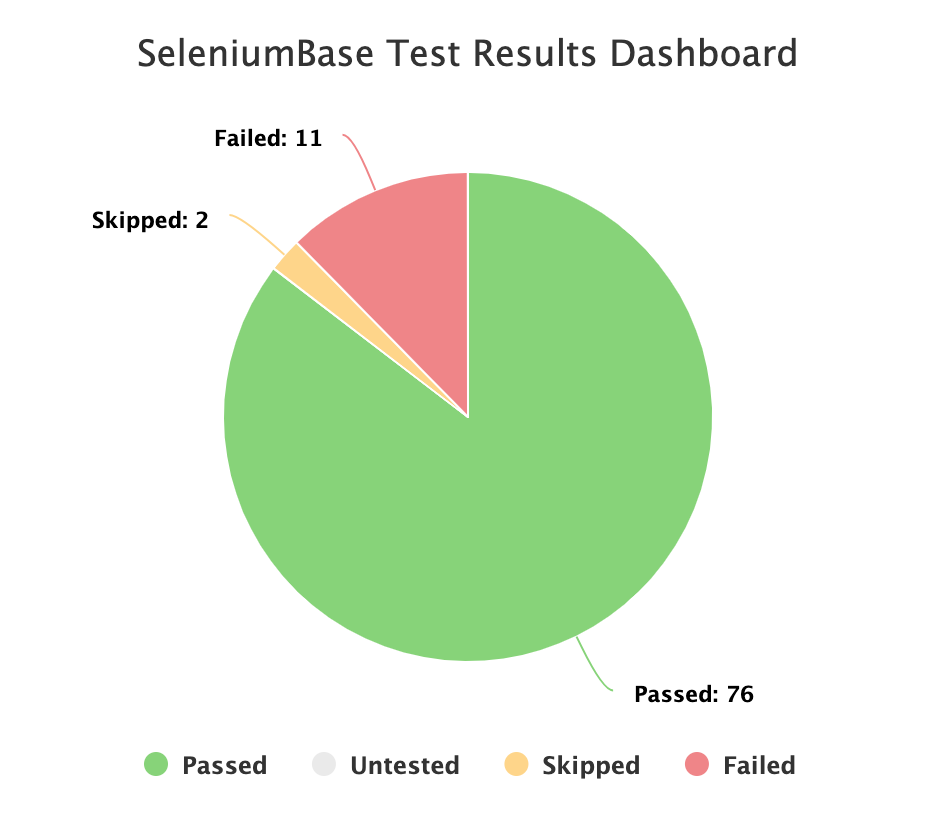 SeleniumBase Test Results Dashboard
Failed: 11
Skipped: 2
Passed: 76
Passed
Untested
Skipped
Failed